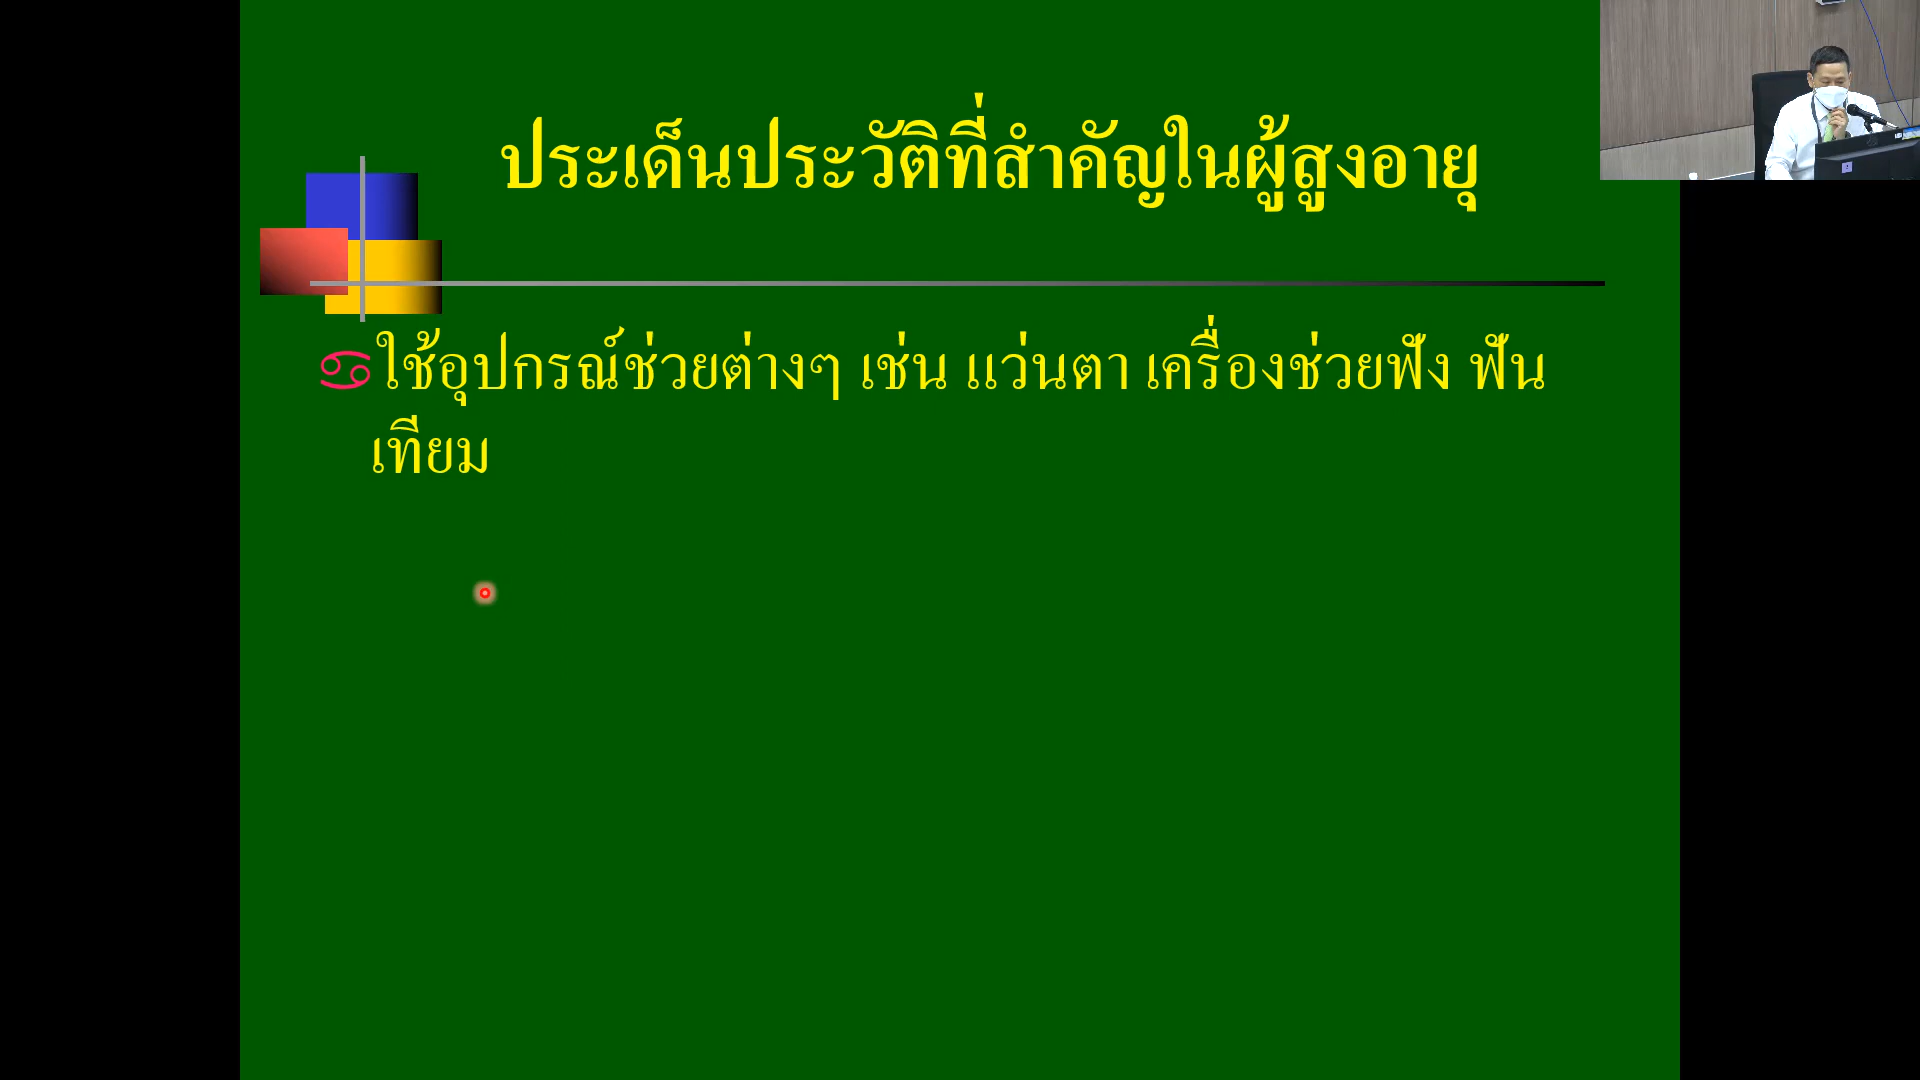 ประเด็นประวัติที่สำคัญในผู้สูงอายุ
ใช้อุปกรณ์ช่วยต่างๆ เช่น แว่นตา เครื่องช่วยฟัง ฟัน
เทียม